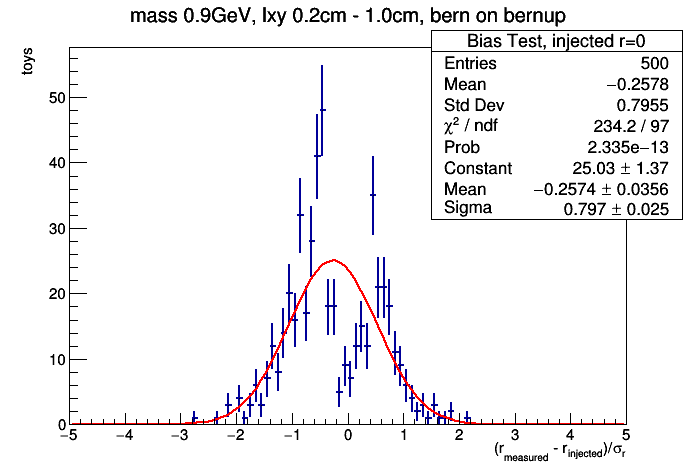 mass 0.9GeV, lxy 0.2cm - 1.0cm, bern on bernup
Bias Test, injected r=0
Entries 500
Mean −0.2578
Std Dev 0.7955
χ² / ndf 234.2 / 97
Prob 2.335e−13
Constant 25.03 ± 1.37
Mean −0.2574 ± 0.0356
Sigma 0.797 ± 0.025
toys
50
40
30
20
10
0
−5 −4 −3 −2 −1 0 1 2 3 4 5
(r_measured - r_injected)/σ_r